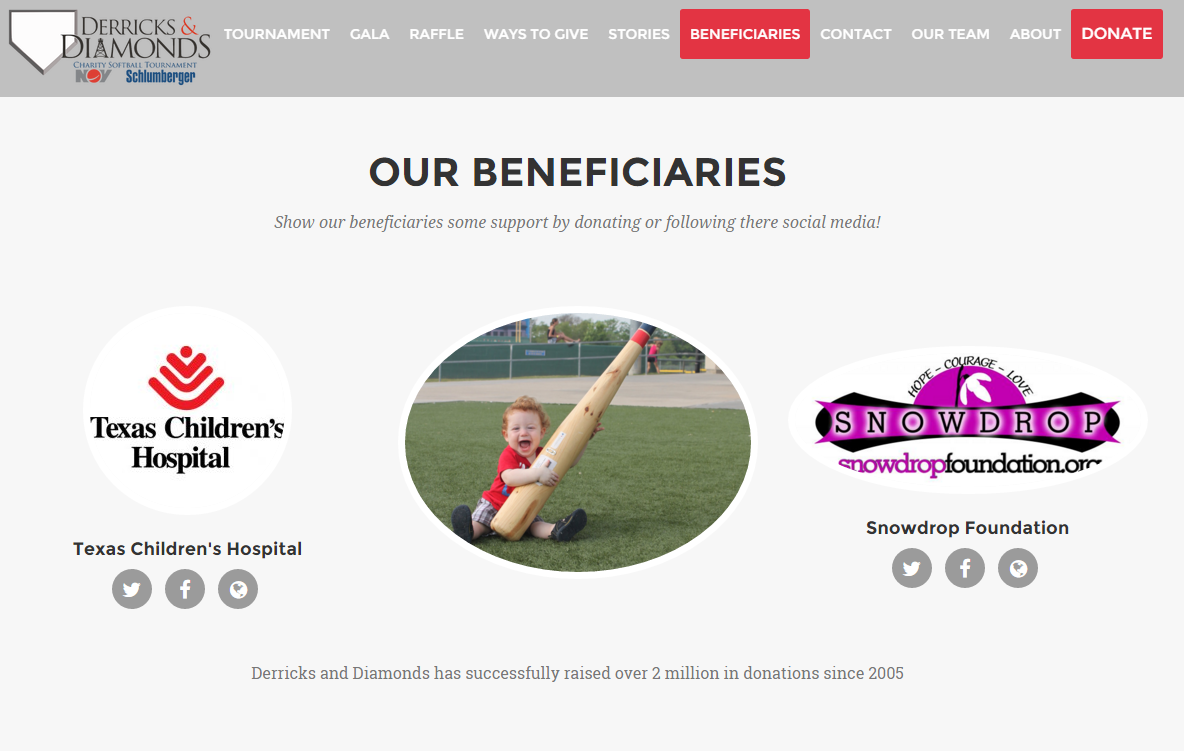 DERRICKS &
DIAMONDS
CHARITY SOFTBALL TOURNAMENT
NOV Schlumberger
TOURNAMENT GALA RAFFLE WAYS TO GIVE STORIES BENEFICIARIES CONTACT OUR TEAM ABOUT DONATE
OUR BENEFICIARIES
Show our beneficiaries some support by donating or following there social media!
Texas Children's
Hospital
HOPE - COURAGE - LOVE
SNOWDROP
snowdropfoundation.org
Texas Children's Hospital
Snowdrop Foundation
Derricks and Diamonds has successfully raised over 2 million in donations since 2005